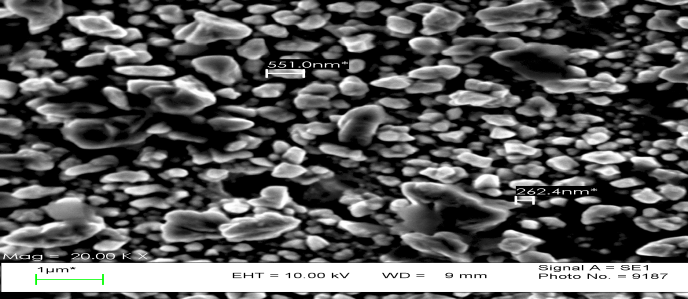 551.0nm*
262.4nm*
Mag = 20.00 K X
1µm*
EHT = 10.00 kV
WD = 9 mm
Signal A = SE1
Photo No. = 9187